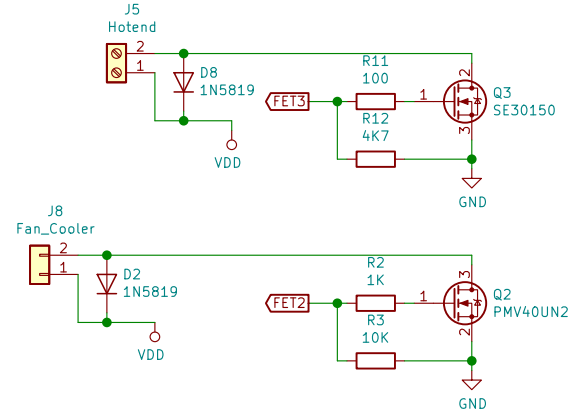 J5
Hotend
2
1
D8
1N5819
VDD
FET3
R11
100
R12
4K7
1
2
3
Q3
SE30150
GND
J8
Fan_Cooler
2
1
D2
1N5819
VDD
FET2
R2
1K
R3
10K
1
3
2
Q2
PMV40UN2
GND